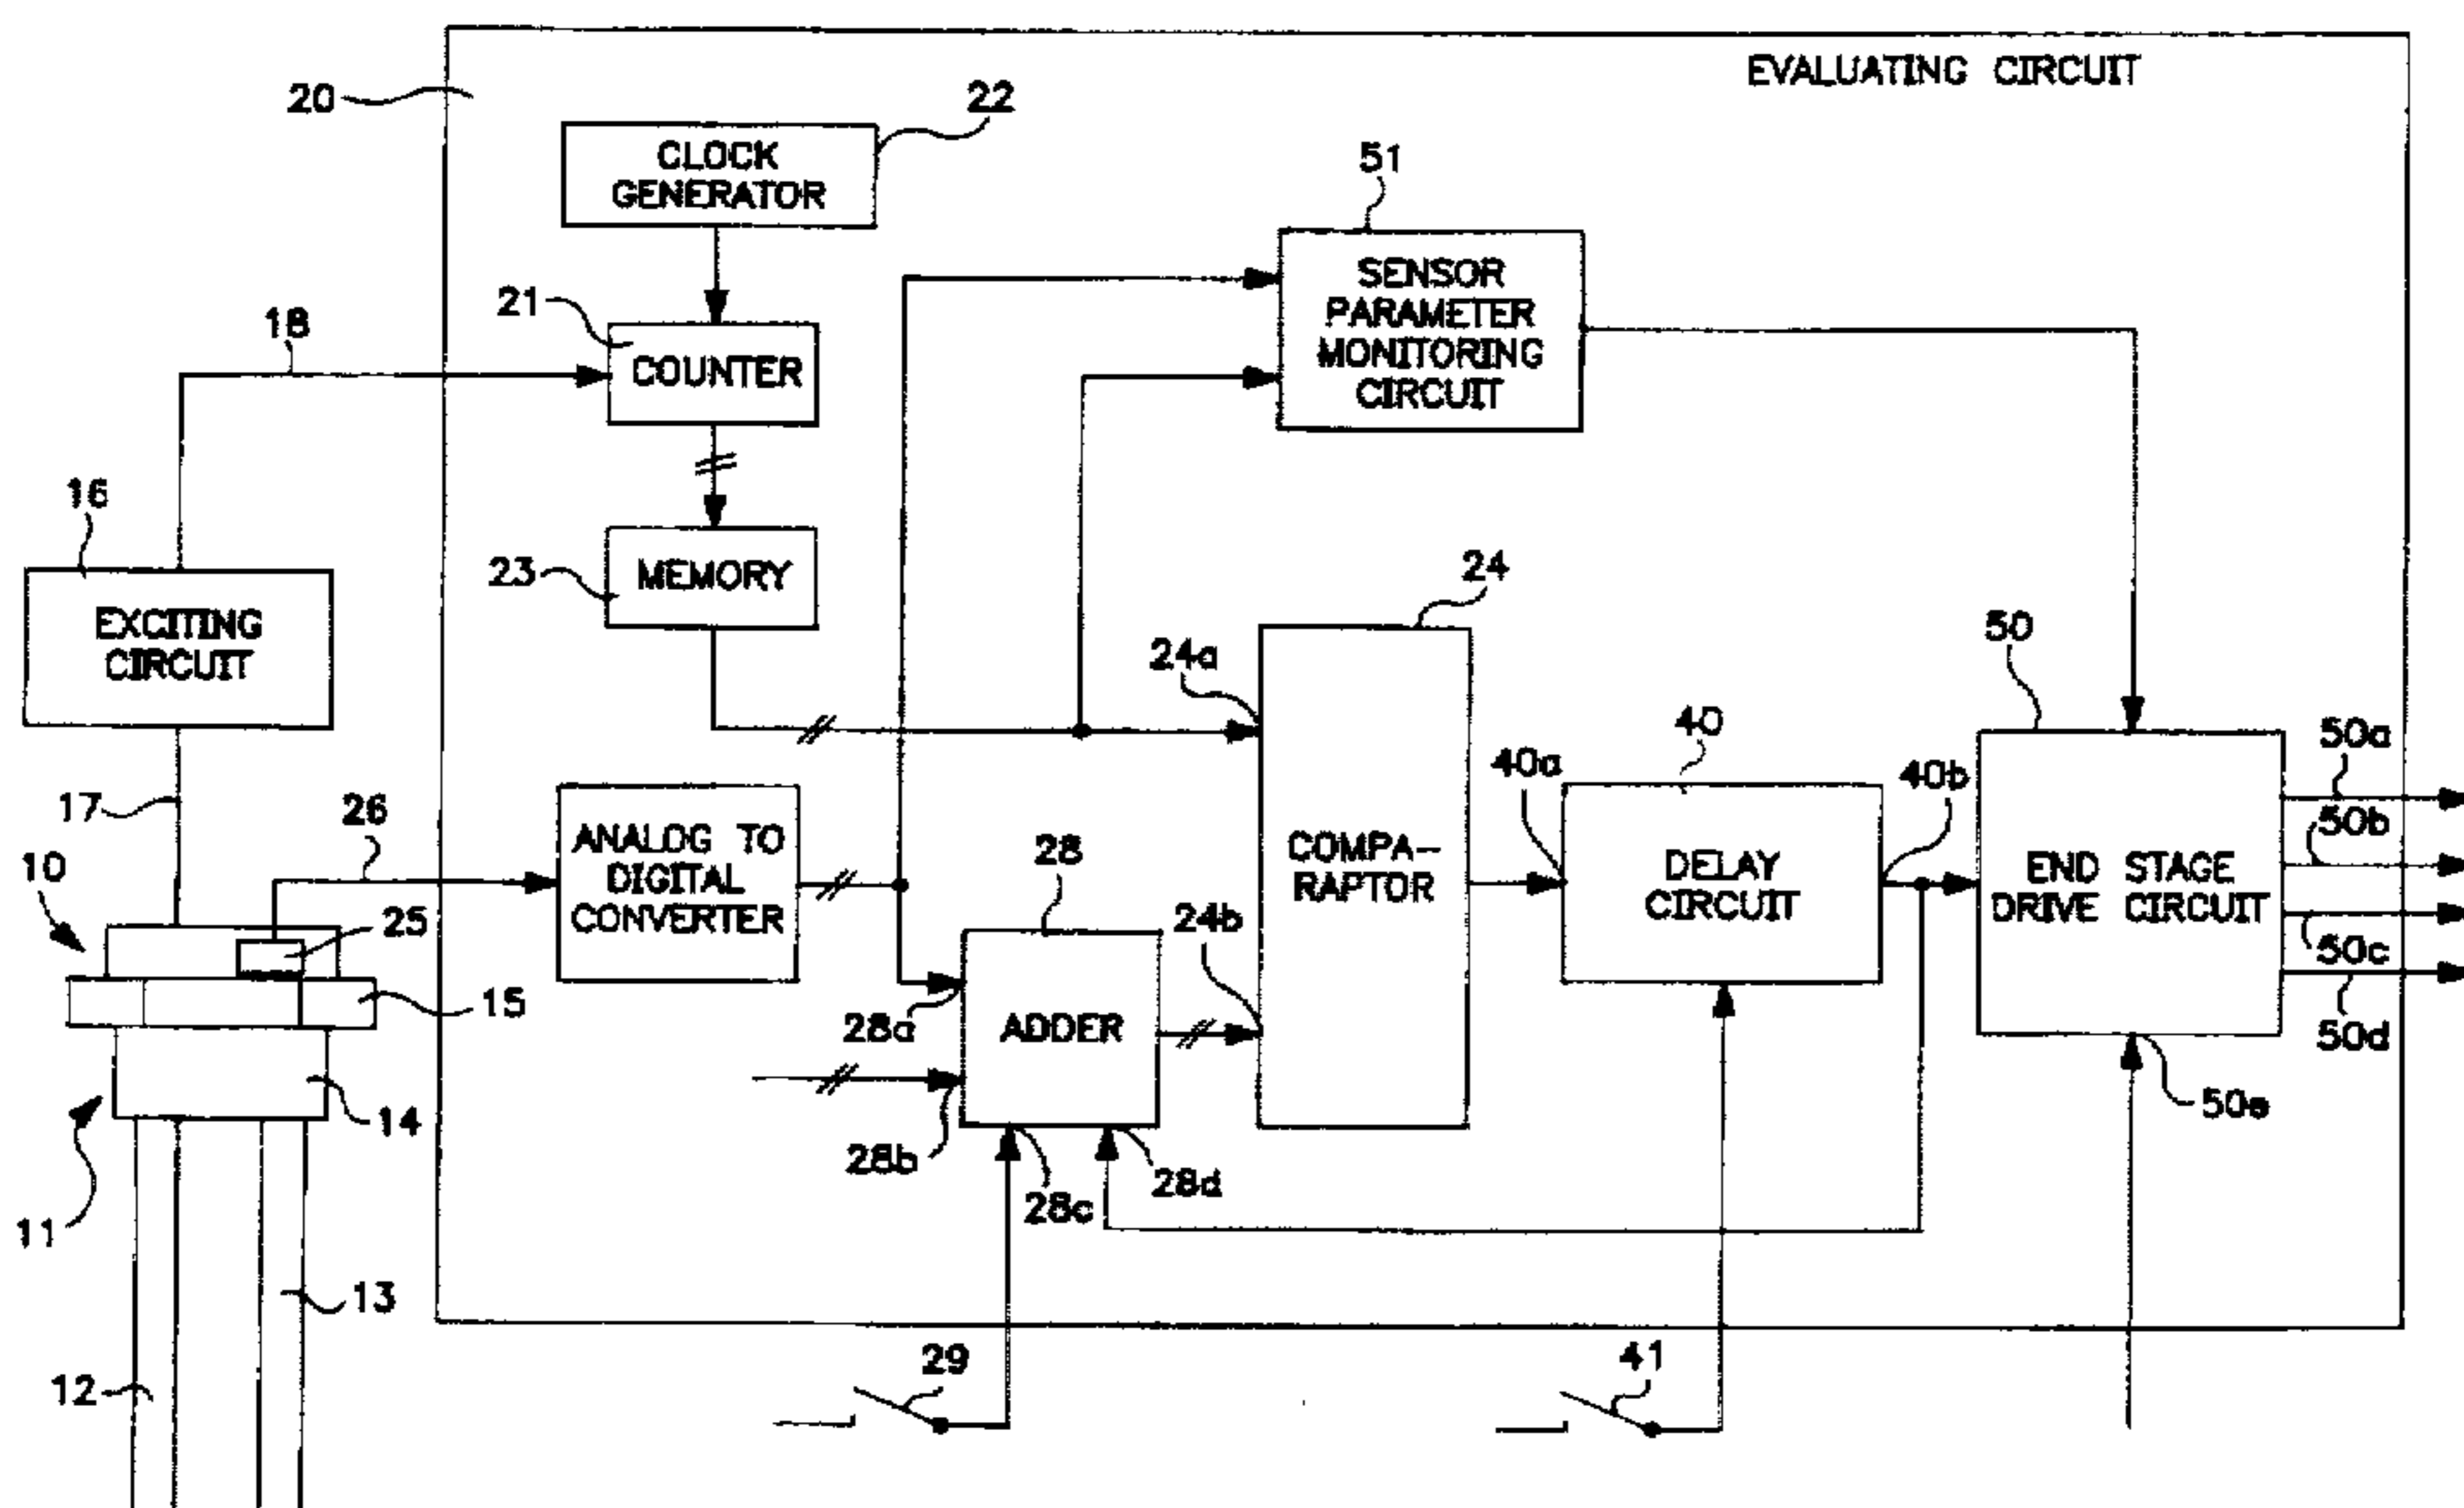 EVALUATING CIRCUIT
20
22
CLOCK
GENERATOR
51
SENSOR
PARAMETER
MONITORING
CIRCUIT
21
18
COUNTER
16
23
MEMORY
24
EXCITING
CIRCUIT
24a
50
40
50a
17
26
40a
40b
50b
ANALOG TO
DIGITAL
CONVERTER
28
COMPA-
RAPTOR
DELAY
CIRCUIT
END STAGE
DRIVE CIRCUIT
10
25
24b
50c
15
28a
ADDER
50d
14
28b
28c
28d
50e
11
13
12
29
41